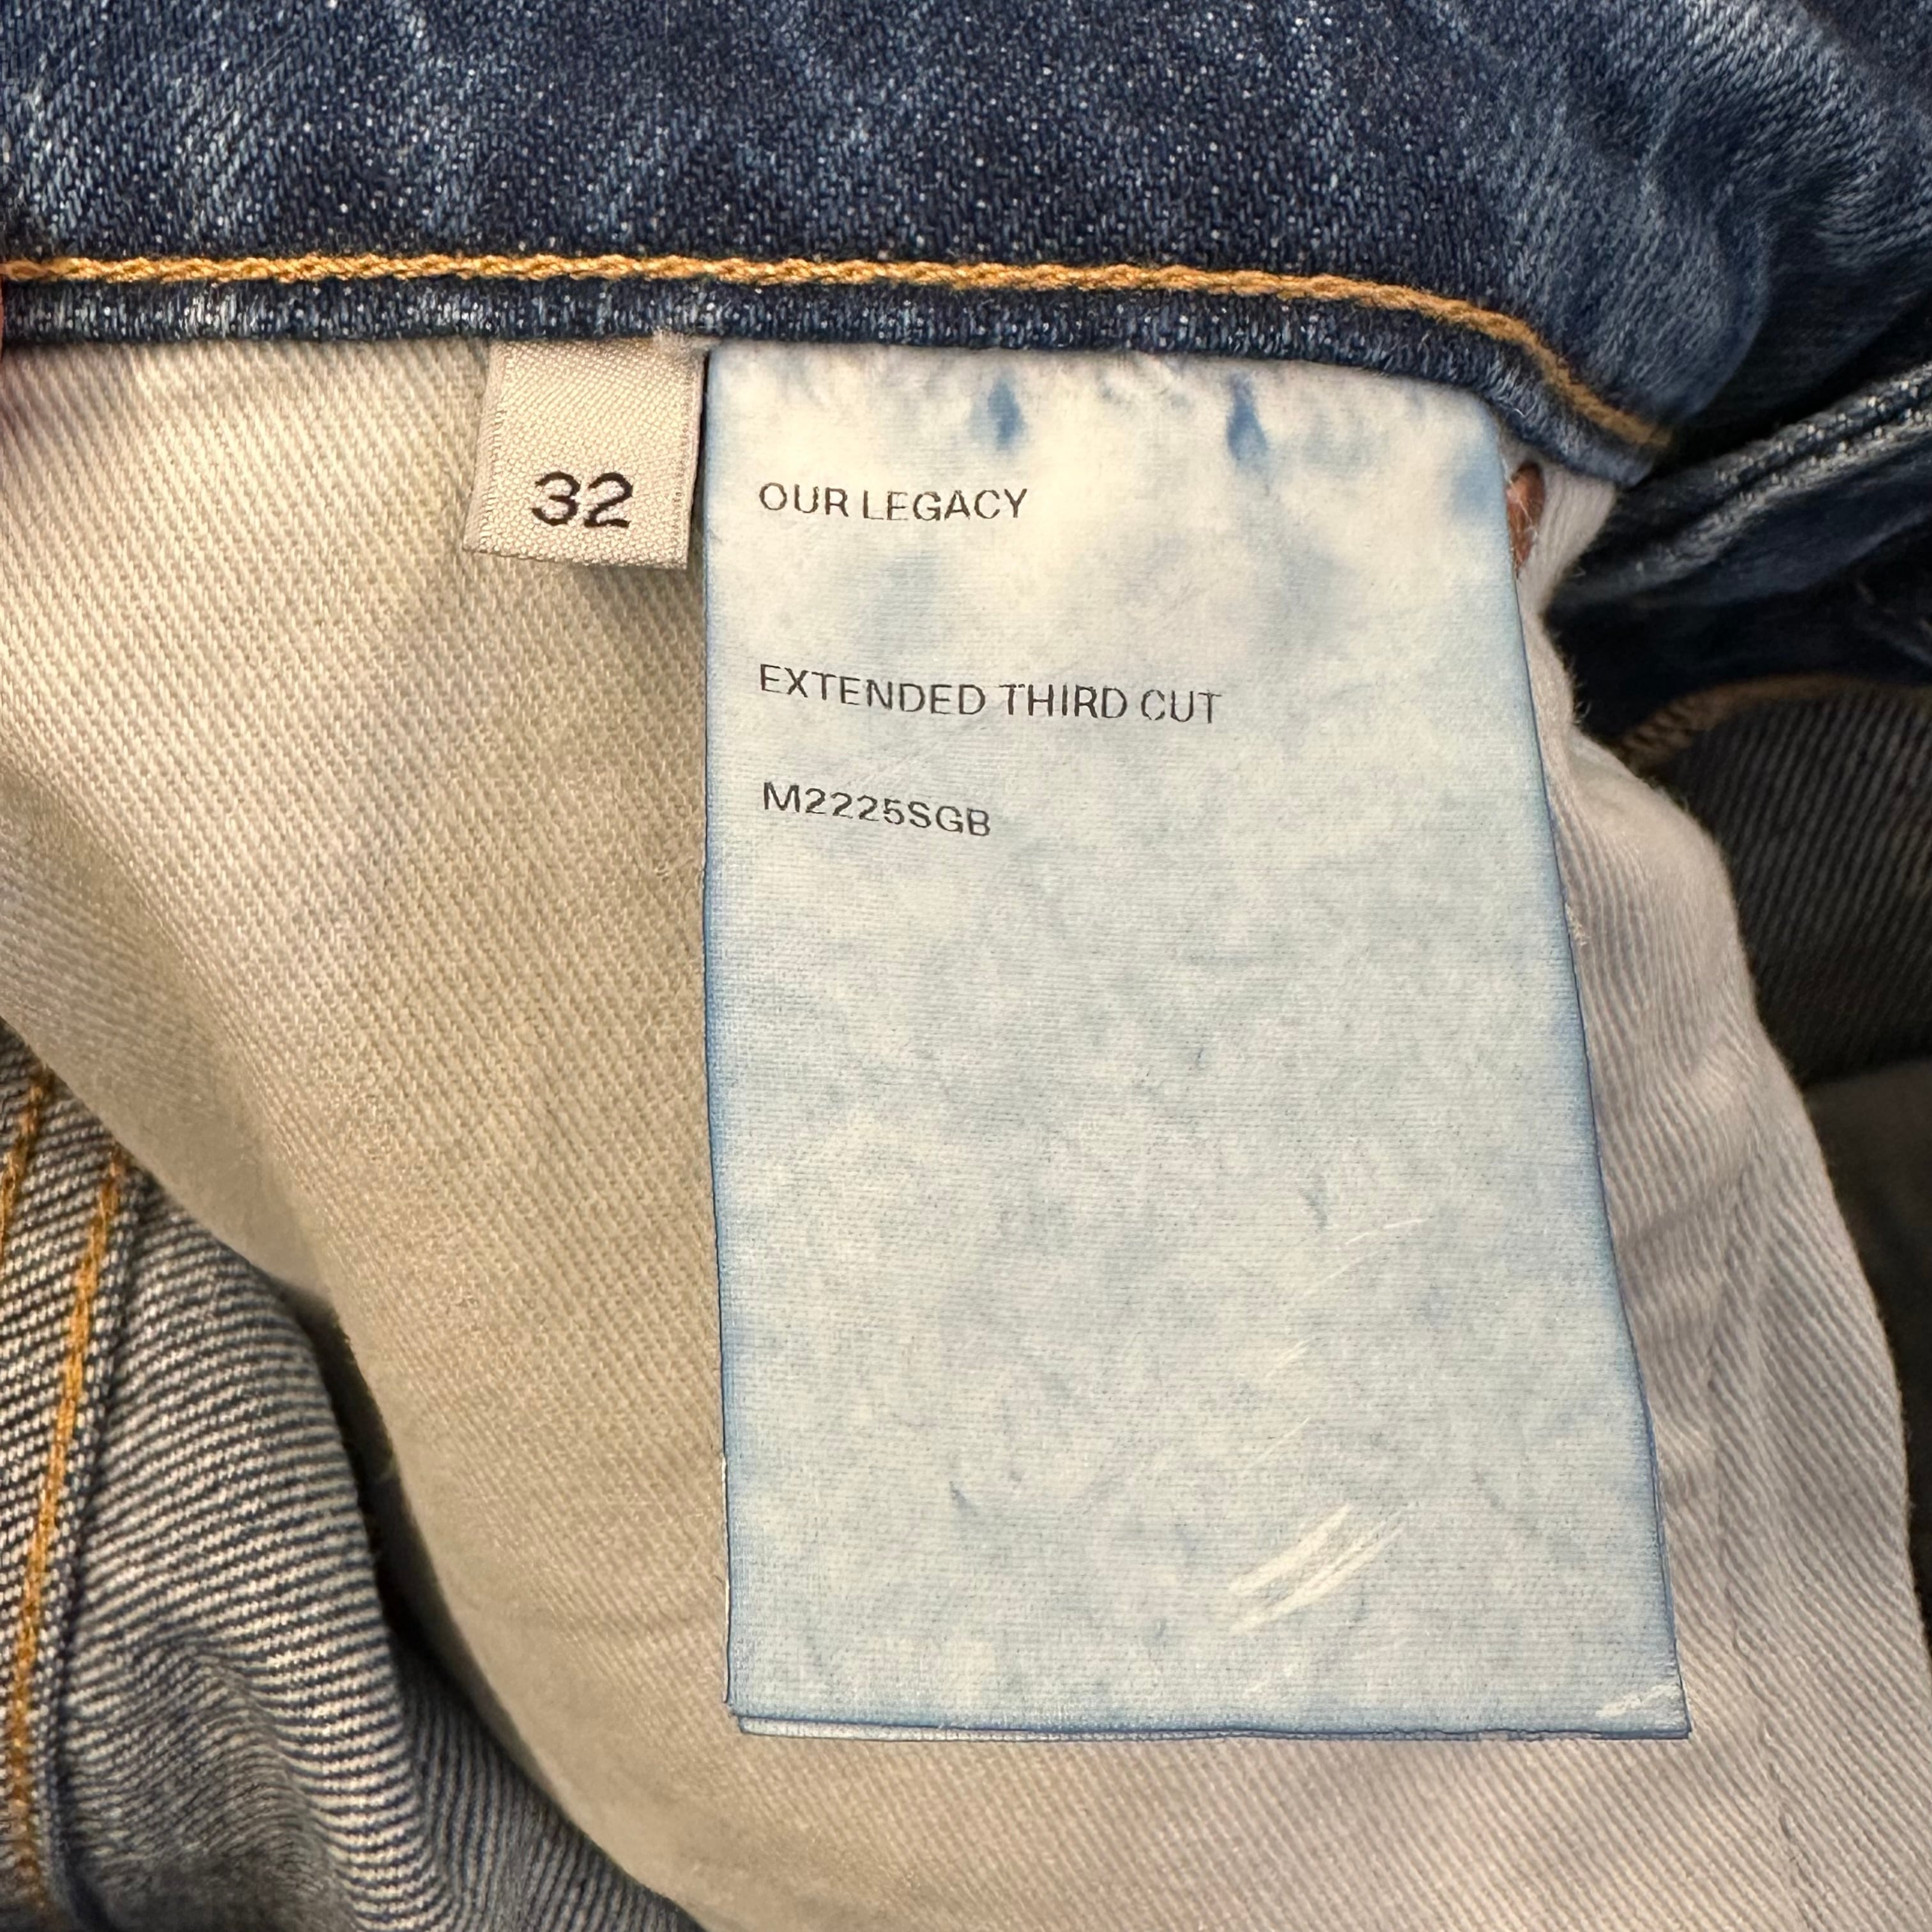 32
OUR LEGACY
EXTENDED THIRD CUT
M2225SGB